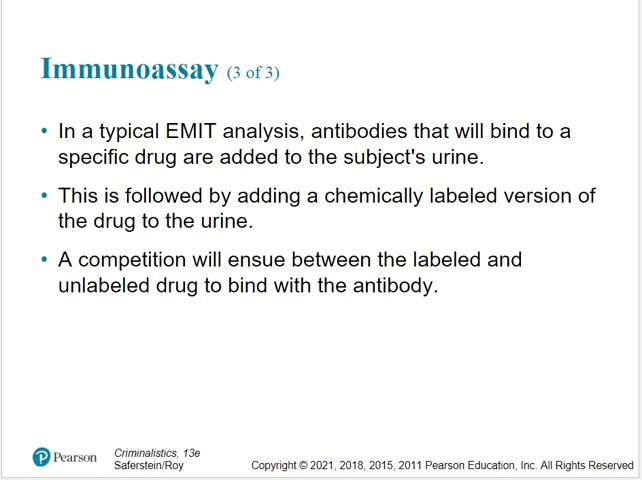 Immunoassay (3 of 3)
• In a typical EMIT analysis, antibodies that will bind to a
specific drug are added to the subject's urine.
• This is followed by adding a chemically labeled version of
the drug to the urine.
• A competition will ensue between the labeled and
unlabeled drug to bind with the antibody.
P Pearson
Criminalistics, 13e
Saferstein/Roy
Copyright © 2021, 2018, 2015, 2011 Pearson Education, Inc. All Rights Reserved